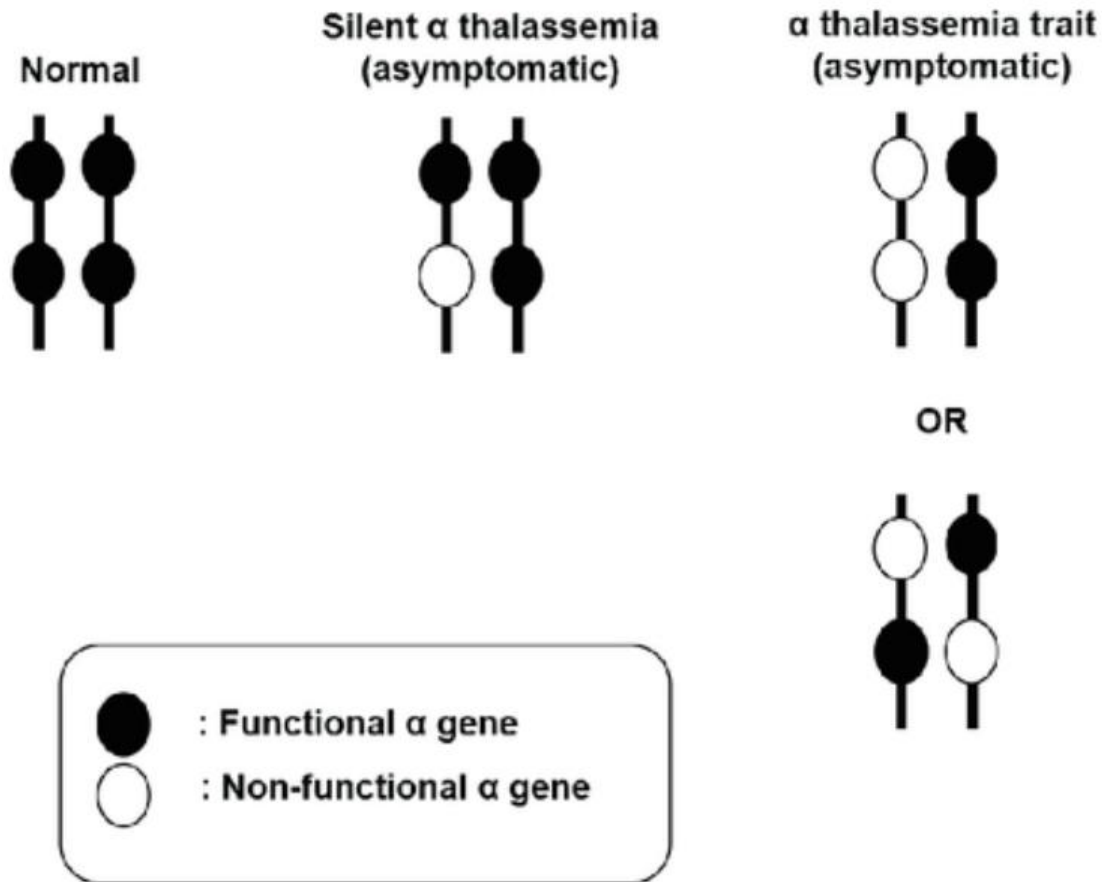 Normal
Silent α thalassemia
(asymptomatic)
α thalassemia trait
(asymptomatic)
OR
: Functional α gene
: Non-functional α gene